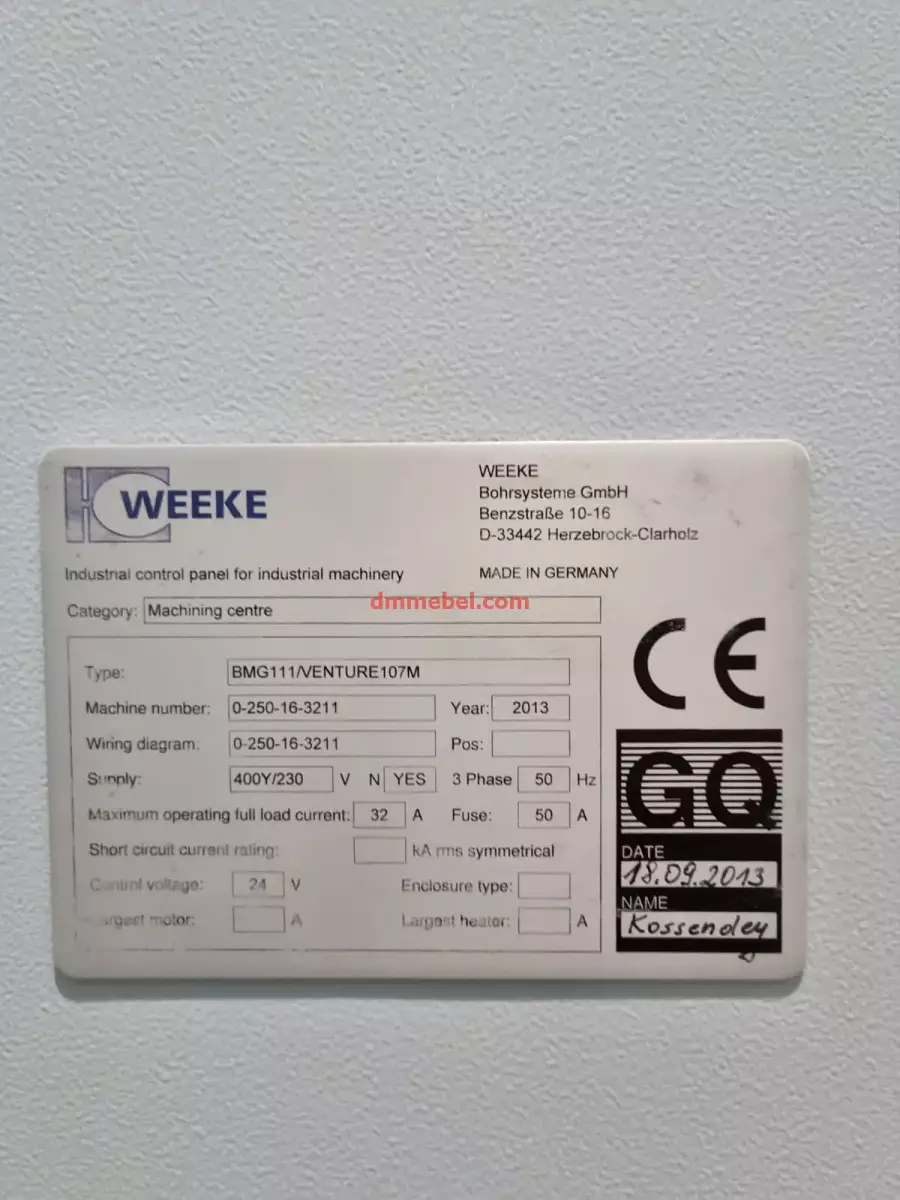 WEEKE
WEEKE
Bohrsysteme GmbH
Benzstraße 10-16
D-33442 Herzebrock-Clarholz
Industrial control panel for industrial machinery
MADE IN GERMANY
Category: Machining centre
dmmebel.com
CE
Type: BMG111/VENTURE107M
Machine number: 0-250-16-3211 Year: 2013
Wiring diagram: 0-250-16-3211 Pos:
Supply: 400Y/230 V N YES 3 Phase 50 Hz
Maximum operating full load current: 32 A Fuse: 50 A
Short circuit current rating: kA rms symmetrical
Control voltage: 24 V Enclosure type:
Largest motor: A Largest heater: A
GQ
DATE
18.09.2013
NAME
Kossendey